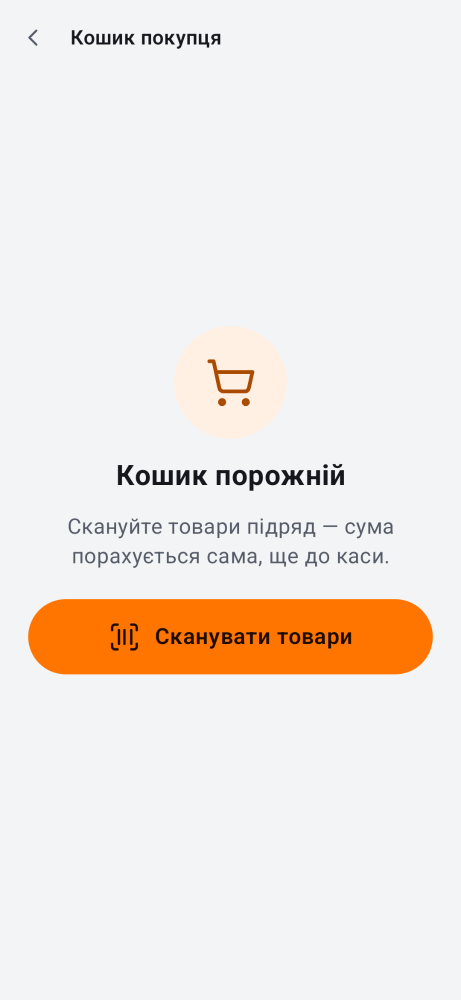 Кошик покупця
Кошик порожній
Скануйте товари підряд — сума
порахується сама, ще до каси.
Сканувати товари